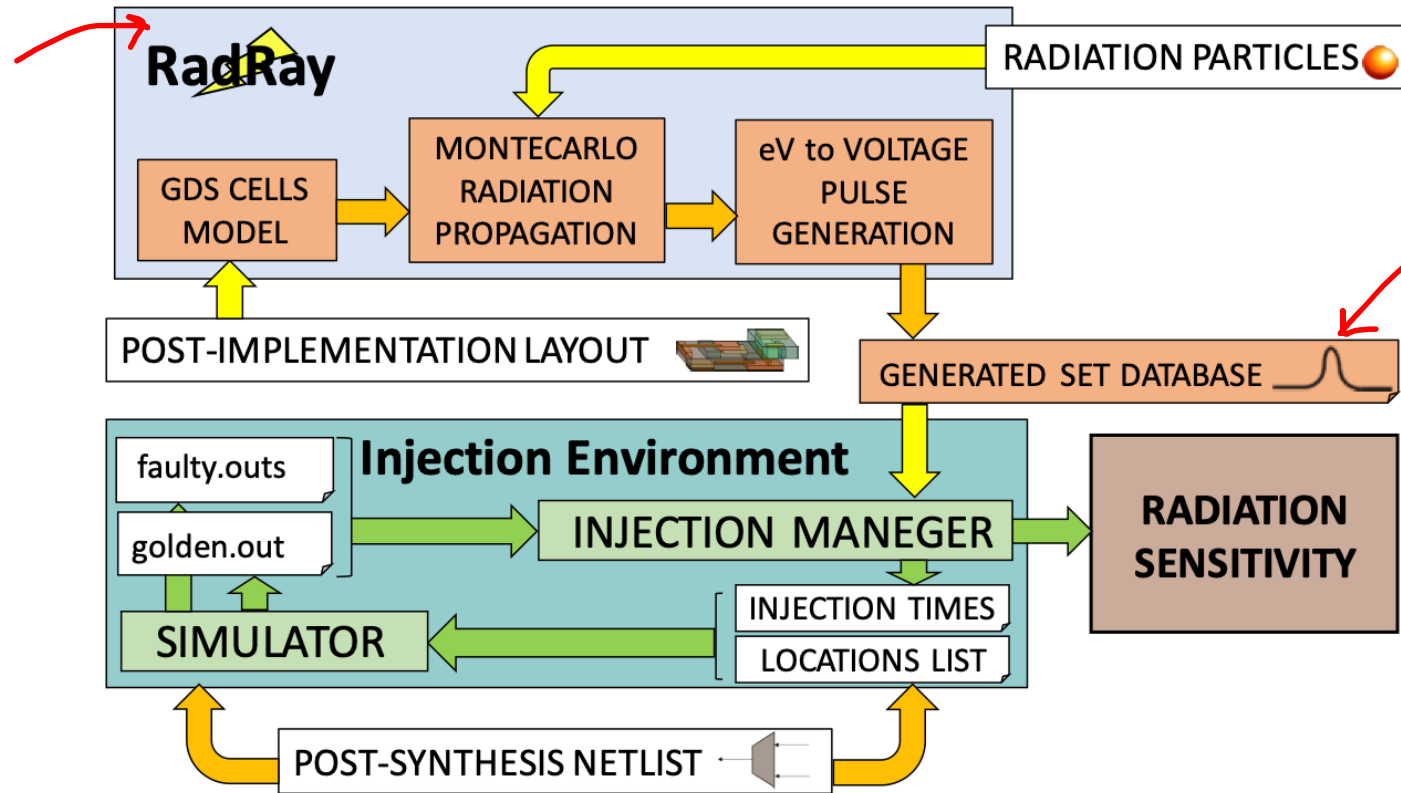 RadRay
RADIATION PARTICLES
GDS CELLS
MODEL
MONTECARLO
RADIATION
PROPAGATION
eV to VOLTAGE
PULSE
GENERATION
POST-IMPLEMENTATION LAYOUT
GENERATED SET DATABASE
faulty.outs
golden.out
Injection Environment
INJECTION MANEGER
RADIATION
SENSITIVITY
INJECTION TIMES
LOCATIONS LIST
SIMULATOR
POST-SYNTHESIS NETLIST